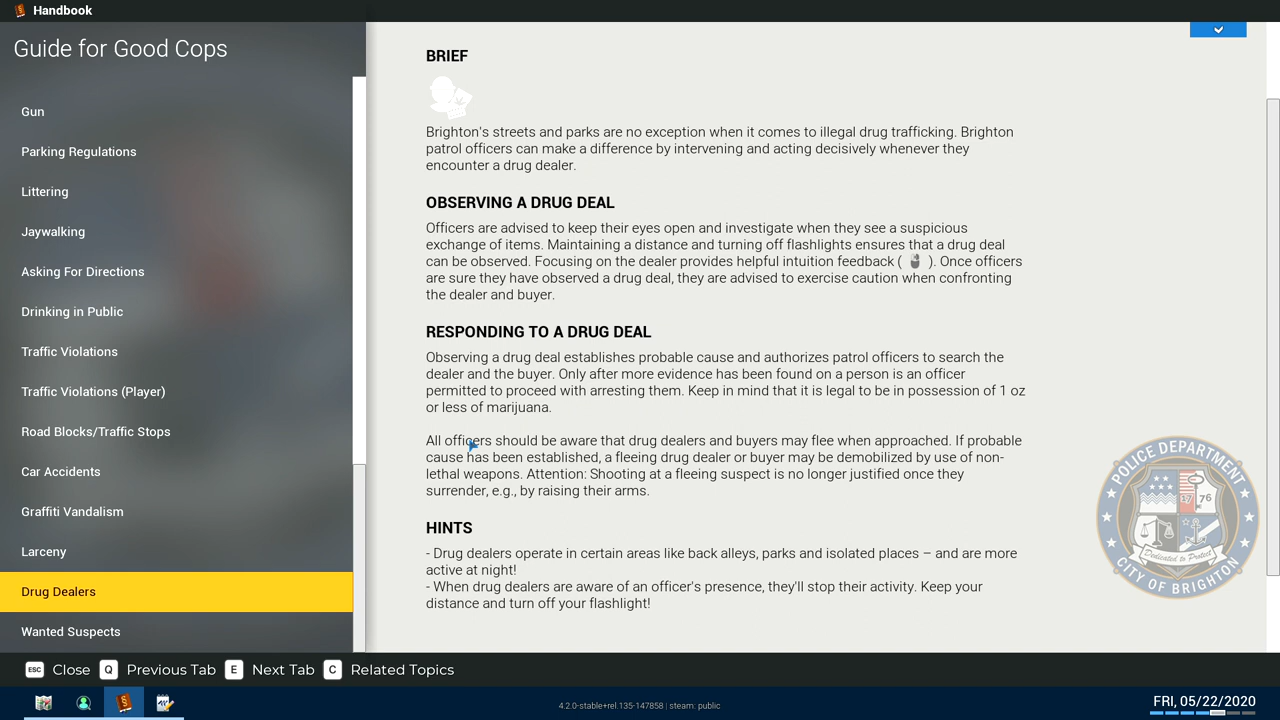 Handbook
Guide for Good Cops
Gun
Parking Regulations
Littering
Jaywalking
Asking For Directions
Drinking in Public
Traffic Violations
Traffic Violations (Player)
Road Blocks/Traffic Stops
Car Accidents
Graffiti Vandalism
Larceny
Drug Dealers
Wanted Suspects
BRIEF
Brighton's streets and parks are no exception when it comes to illegal drug trafficking. Brighton
patrol officers can make a difference by intervening and acting decisively whenever they
encounter a drug dealer.
OBSERVING A DRUG DEAL
Officers are advised to keep their eyes open and investigate when they see a suspicious
exchange of items. Maintaining a distance and turning off flashlights ensures that a drug deal
can be observed. Focusing on the dealer provides helpful intuition feedback ( ). Once officers
are sure they have observed a drug deal, they are advised to exercise caution when confronting
the dealer and buyer.
RESPONDING TO A DRUG DEAL
Observing a drug deal establishes probable cause and authorizes patrol officers to search the
dealer and the buyer. Only after more evidence has been found on a person is an officer
permitted to proceed with arresting them. Keep in mind that it is legal to be in possession of 1 oz
or less of marijuana.
All officers should be aware that drug dealers and buyers may flee when approached. If probable
cause has been established, a fleeing drug dealer or buyer may be demobilized by use of non-
lethal weapons. Attention: Shooting at a fleeing suspect is no longer justified once they
surrender, e.g., by raising their arms.
HINTS
- Drug dealers operate in certain areas like back alleys, parks and isolated places – and are more
active at night!
- When drug dealers are aware of an officer's presence, they'll stop their activity. Keep your
distance and turn off your flashlight!
POLICE DEPARTMENT
17 76
Dedicated to Protect
CITY OF BRIGHTON
ESC Close Q Previous Tab E Next Tab C Related Topics
4.2.0-stable+rel.135-147858 | steam: public
FRI, 05/22/2020